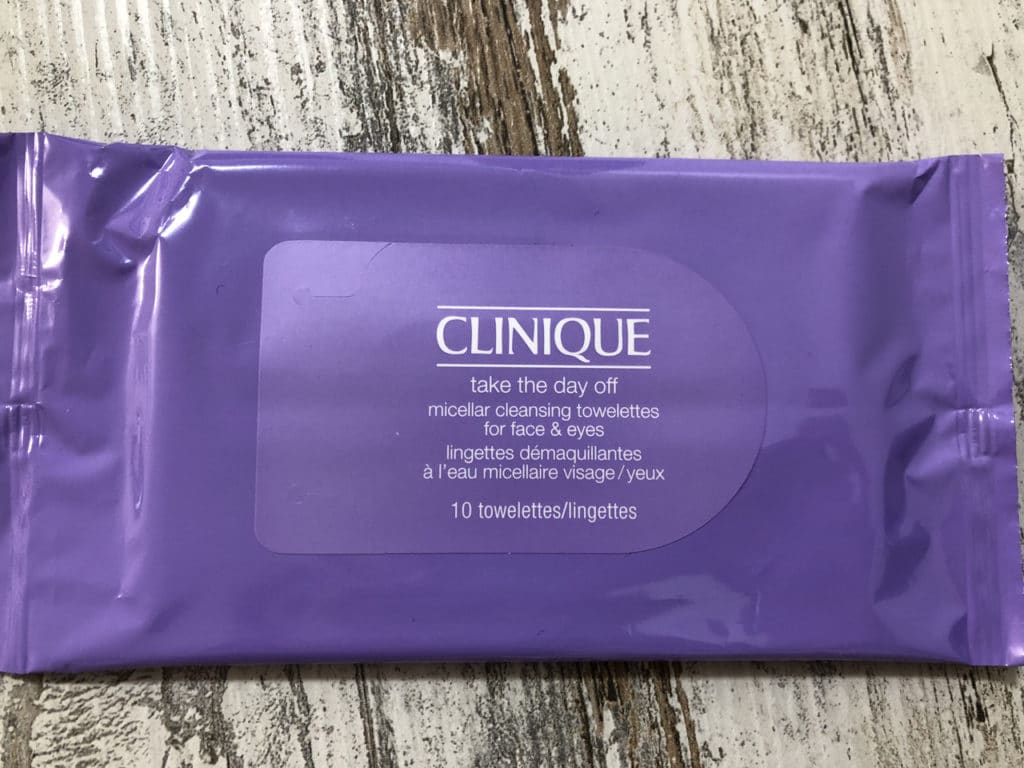 CLINIQUE
take the day off
micellar cleansing towelettes
for face & eyes
lingettes démaquillantes
à l'eau micellaire visage/yeux
10 towelettes/lingettes